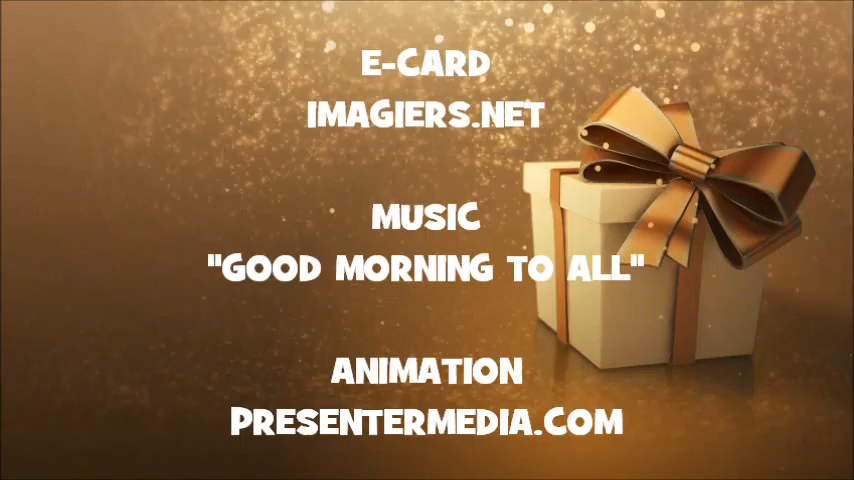 E-CARD
IMAGIERS.NET
MUSIC
"GOOD MORNING TO ALL"
ANIMATION
PRESENTERMEDIA.COM